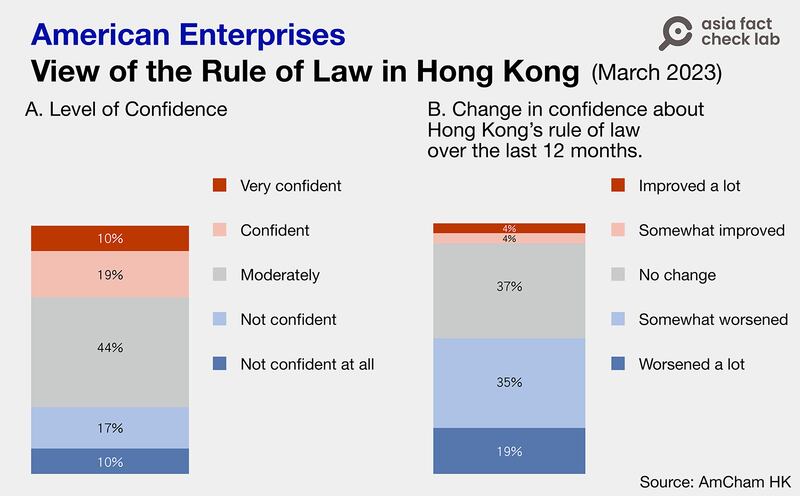 American Enterprises
asia fact
check lab
View of the Rule of Law in Hong Kong (March 2023)
A. Level of Confidence
Very confident
Confident
Moderately
Not confident
Not confident at all
10%
19%
44%
17%
10%
B. Change in confidence about
Hong Kong's rule of law
over the last 12 months.
Improved a lot
Somewhat improved
No change
Somewhat worsened
Worsened a lot
4%
4%
37%
35%
19%
Source: AmCham HK